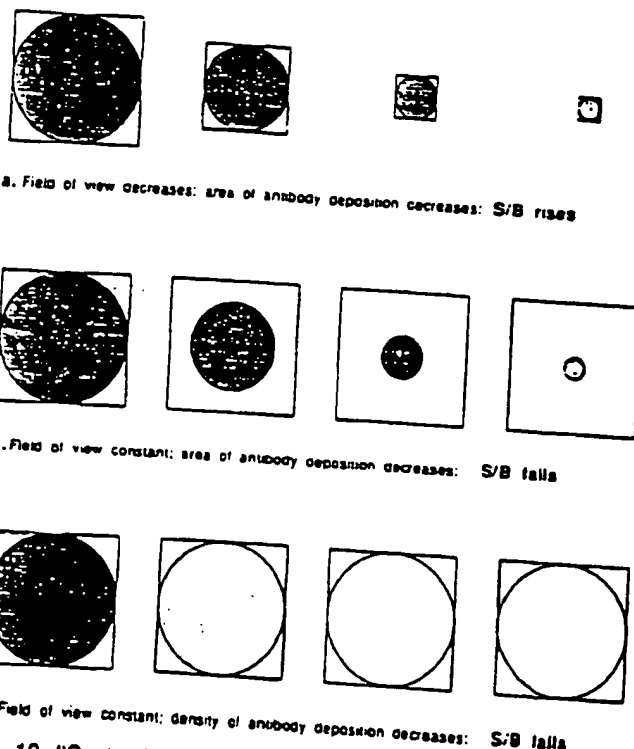 a. Field of view decreases: area of antibody deposition decreases: S/B rises
. Field of view constant: area of antibody deposition decreases: S/B falls
Field of view constant; density of antibody deposition decreases: S/B falls